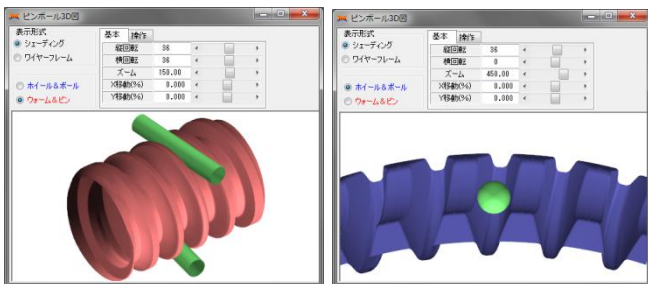 ピンボール3D図
表示形式
シェーディング
ワイヤーフレーム
ホイール&ボール
ウォーム&ピン
基本 操作
縦回転 36
横回転 36
ズーム 150.00
X移動(%) 0.000
Y移動(%) 0.000
ピンボール3D図
表示形式
シェーディング
ワイヤーフレーム
ホイール&ボール
ウォーム&ピン
基本 操作
縦回転 36
横回転 0
ズーム 450.00
X移動(%) 0.000
Y移動(%) 0.000